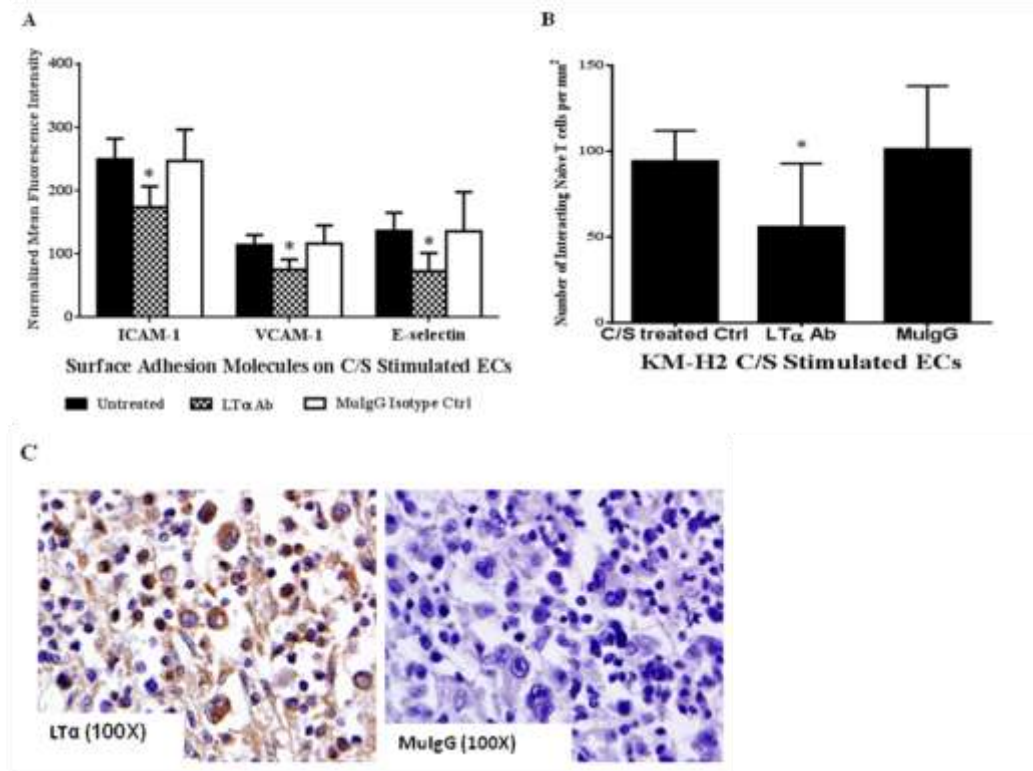 A
Normalized Mean Fluorescence Intensity
400
300
200
100
0
*
*
*
ICAM-1 VCAM-1 E-selectin
Surface Adhesion Molecules on C/S Stimulated ECs
Untreated LTα Ab MuIgG Isotype Ctrl
B
Number of Interacting Naive T cells per mm²
150
100
50
0
*
C/S treated Ctrl LTα Ab MuIgG
KM-H2 C/S Stimulated ECs
C
LTα (100X)
MuIgG (100X)